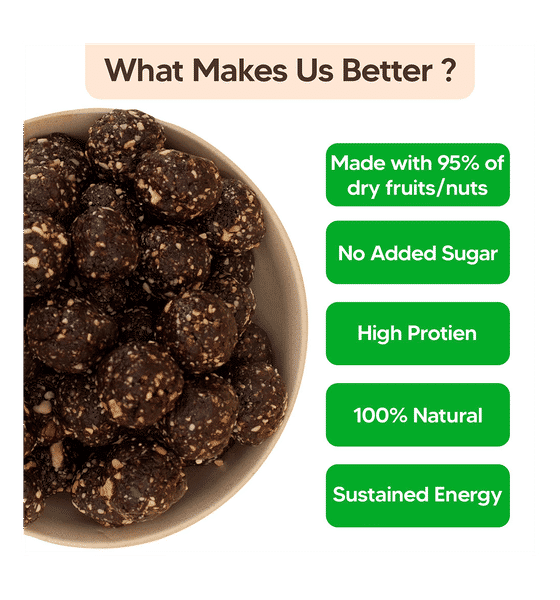 What Makes Us Better ?
Made with 95% of
dry fruits/nuts
No Added Sugar
High Protien
100% Natural
Sustained Energy